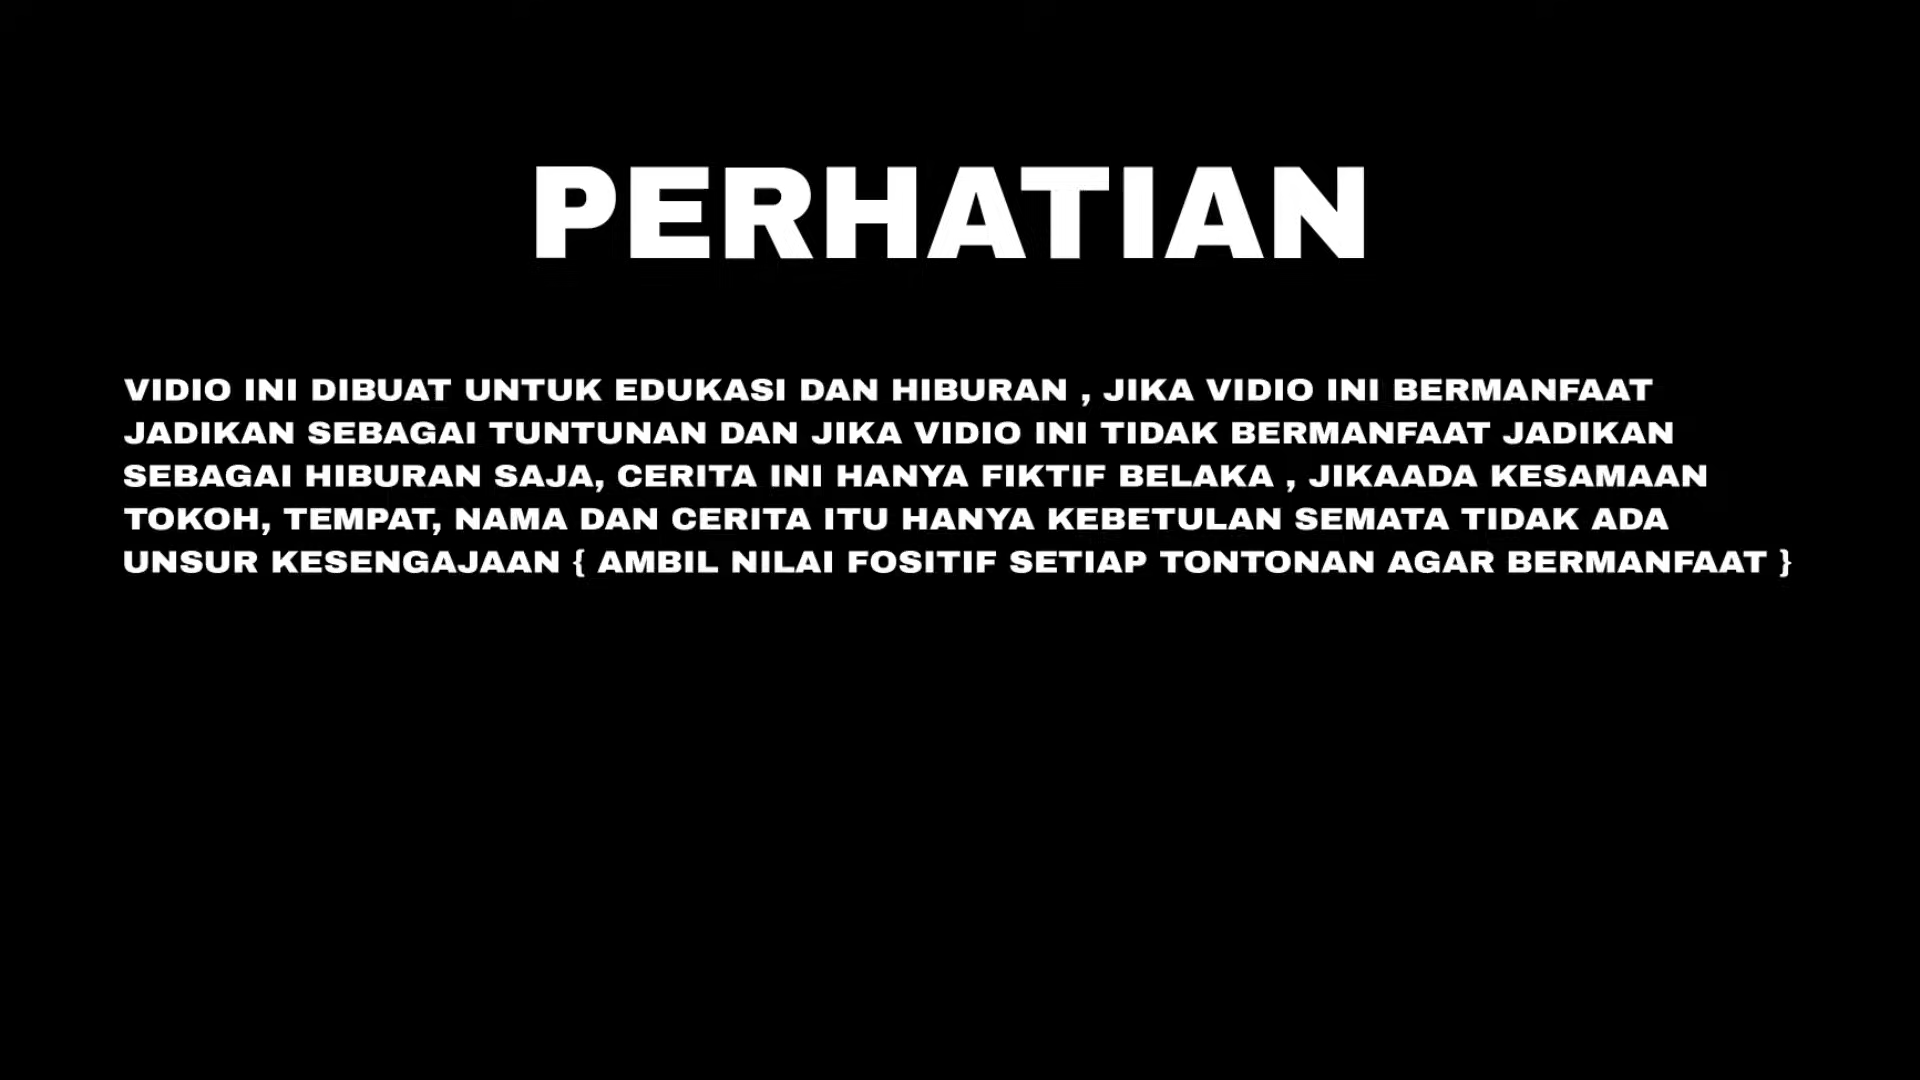 PERHATIAN
VIDIO INI DIBUAT UNTUK EDUKASI DAN HIBURAN , JIKA VIDIO INI BERMANFAAT
JADIKAN SEBAGAI TUNTUNAN DAN JIKA VIDIO INI TIDAK BERMANFAAT JADIKAN
SEBAGAI HIBURAN SAJA, CERITA INI HANYA FIKTIF BELAKA , JIKAADA KESAMAAN
TOKOH, TEMPAT, NAMA DAN CERITA ITU HANYA KEBETULAN SEMATA TIDAK ADA
UNSUR KESENGAJAAN { AMBIL NILAI FOSITIF SETIAP TONTONAN AGAR BERMANFAAT }